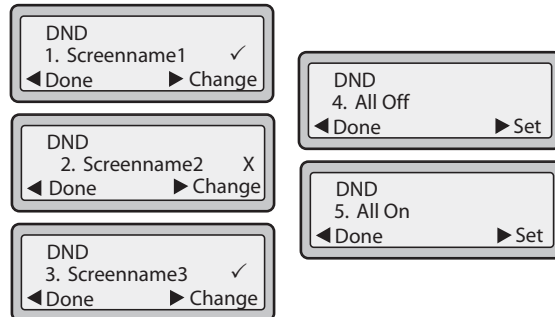 DND
1. Screenname1 ✓
◀Done ▶Change
DND
2. Screenname2 X
◀ Done ▶Change
DND
3. Screenname3 ✓
◀Done ▶Change
DND
4. All Off
◀Done ▶Set
DND
5. All On
◀Done ▶Set